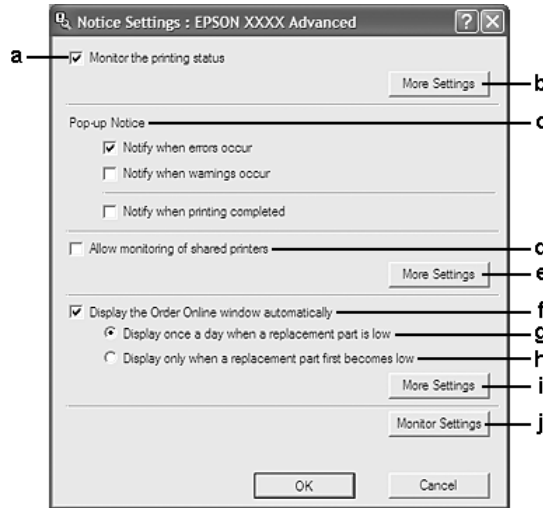 Notice Settings : EPSON XXXX Advanced
a Monitor the printing status
More Settings b
Pop-up Notice c
Notify when errors occur
Notify when warnings occur
Notify when printing completed
Allow monitoring of shared printers d
More Settings e
Display the Order Online window automatically f
Display once a day when a replacement part is low g
Display only when a replacement part first becomes low h
More Settings i
Monitor Settings j
OK Cancel